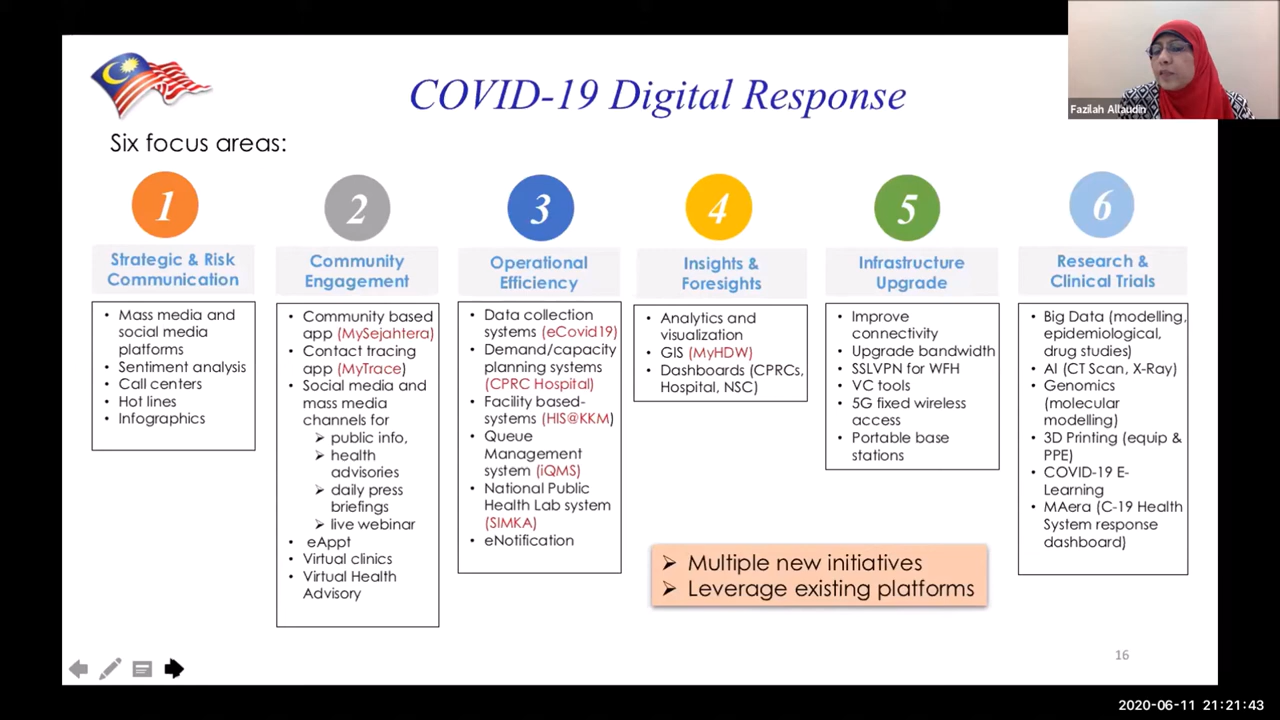 COVID-19 Digital Response
Fazilah Allaudin
Six focus areas:
1
Strategic & Risk
Communication
• Mass media and
social media
platforms
• Sentiment analysis
• Call centers
• Hot lines
• Infographics
2
Community
Engagement
• Community based
app (MySejahtera)
• Contact tracing
app (MyTrace)
• Social media and
mass media
channels for
➢ public info,
➢ health
advisories
➢ daily press
briefings
➢ live webinar
• eAppt
• Virtual clinics
• Virtual Health
Advisory
3
Operational
Efficiency
• Data collection
systems (eCovid19)
• Demand/capacity
planning systems
(CPRC Hospital)
• Facility based-
systems (HIS@KKM)
• Queue
Management
system (iQMS)
• National Public
Health Lab system
(SIMKA)
• eNotification
4
Insights &
Foresights
• Analytics and
visualization
• GIS (MyHDW)
• Dashboards (CPRCs,
Hospital, NSC)
5
Infrastructure
Upgrade
• Improve
connectivity
• Upgrade bandwidth
• SSLVPN for WFH
• VC tools
• 5G fixed wireless
access
• Portable base
stations
6
Research &
Clinical Trials
• Big Data (modelling,
epidemiological,
drug studies)
• AI (CT Scan, X-Ray)
• Genomics
(molecular
modelling)
• 3D Printing (equip &
PPE)
• COVID-19 E-
Learning
• MAera (C-19 Health
System response
dashboard)
➢ Multiple new initiatives
➢ Leverage existing platforms
16
2020-06-11 21:21:43